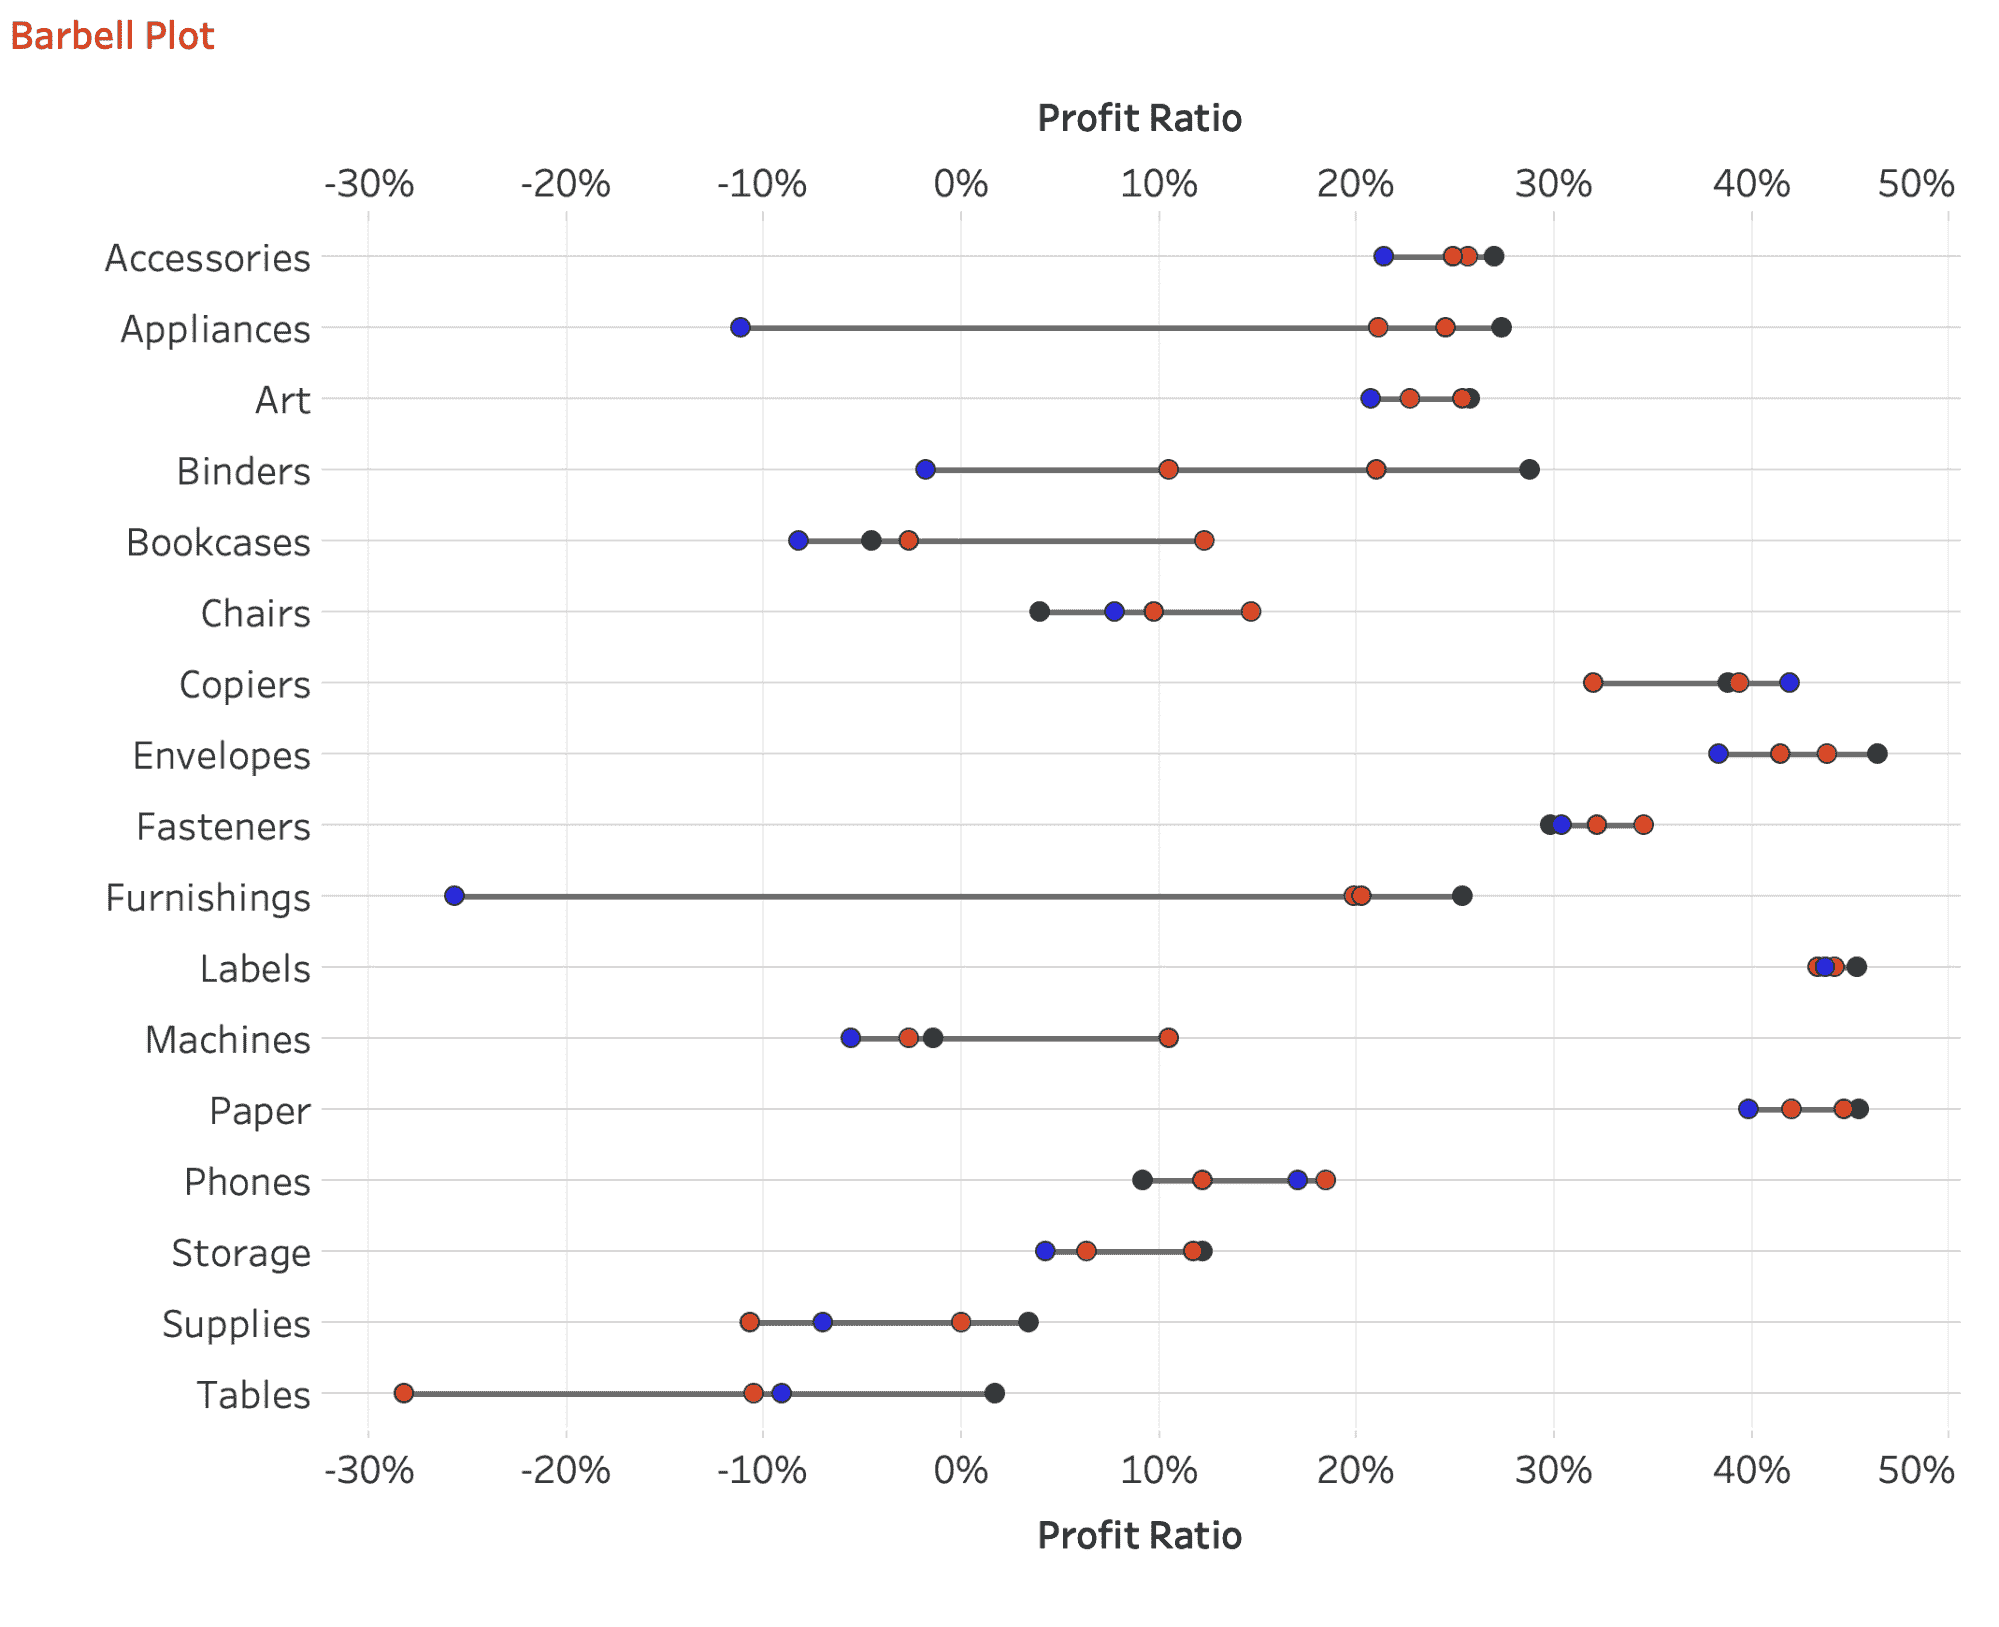 Barbell Plot
Profit Ratio
-30% -20% -10% 0% 10% 20% 30% 40% 50%
Accessories
Appliances
Art
Binders
Bookcases
Chairs
Copiers
Envelopes
Fasteners
Furnishings
Labels
Machines
Paper
Phones
Storage
Supplies
Tables
-30% -20% -10% 0% 10% 20% 30% 40% 50%
Profit Ratio